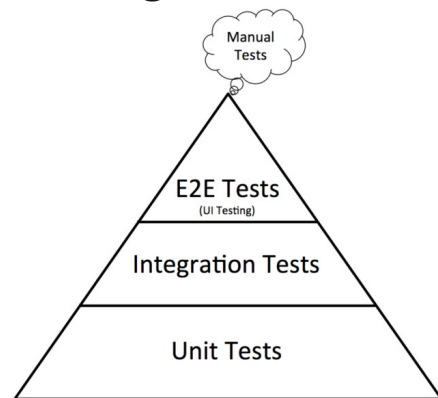 Manual
Tests
E2E Tests
(UI Testing)
Integration Tests
Unit Tests